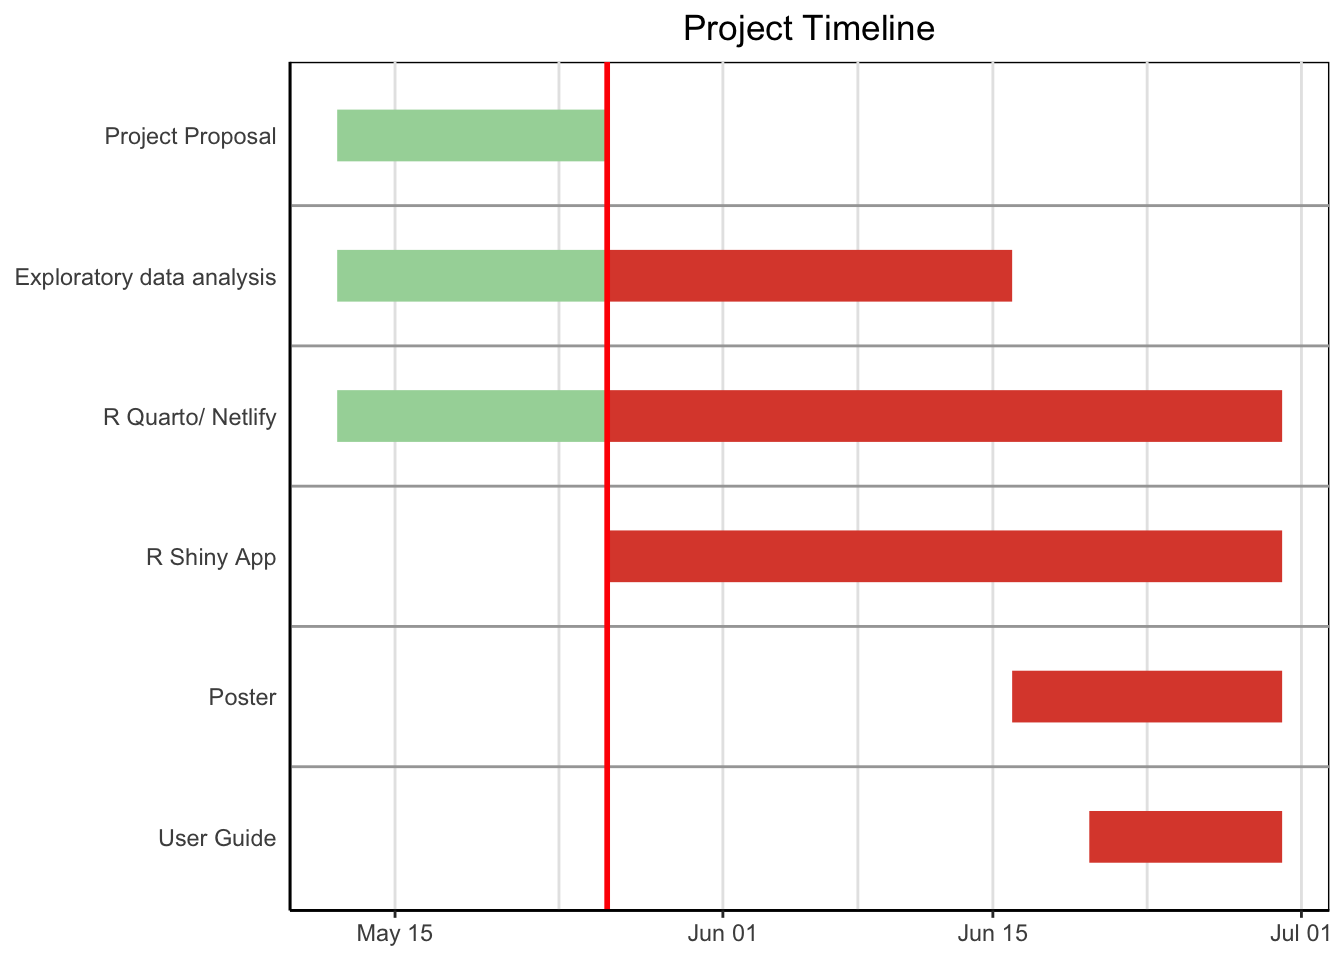 Project Timeline
Project Proposal
Exploratory data analysis
R Quarto/ Netlify
R Shiny App
Poster
User Guide
May 15
Jun 01
Jun 15
Jul 01